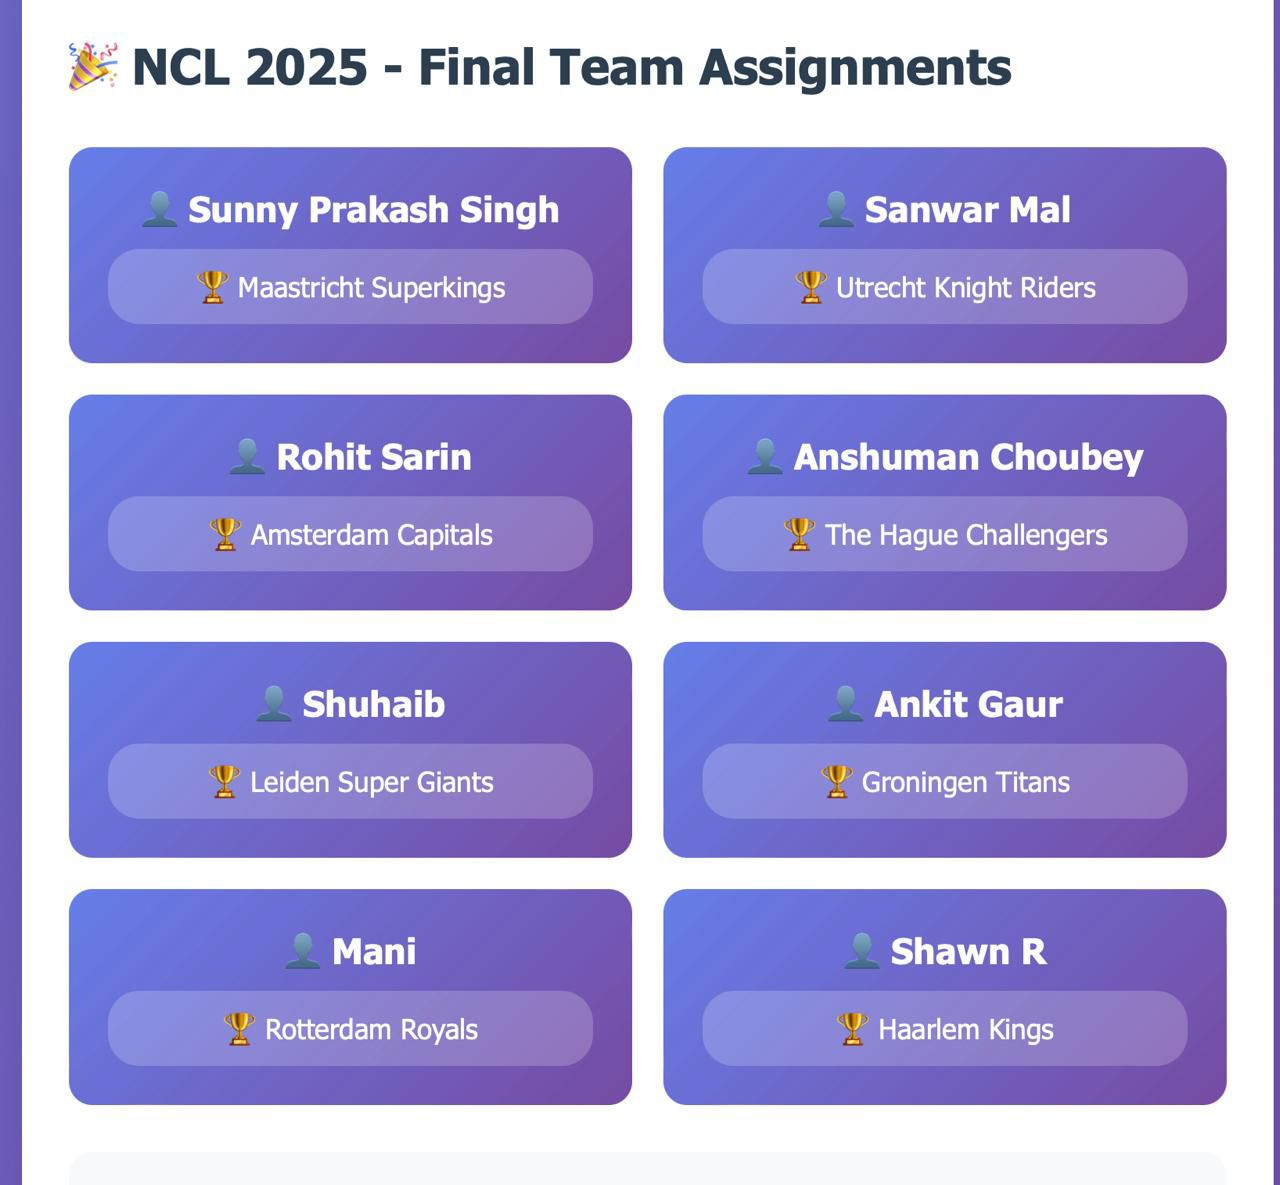 🎉 NCL 2025 - Final Team Assignments
👤 Sunny Prakash Singh
🏆 Maastricht Superkings
👤 Sanwar Mal
🏆 Utrecht Knight Riders
👤 Rohit Sarin
🏆 Amsterdam Capitals
👤 Anshuman Choubey
🏆 The Hague Challengers
👤 Shuhaib
🏆 Leiden Super Giants
👤 Ankit Gaur
🏆 Groningen Titans
👤 Mani
🏆 Rotterdam Royals
👤 Shawn R
🏆 Haarlem Kings